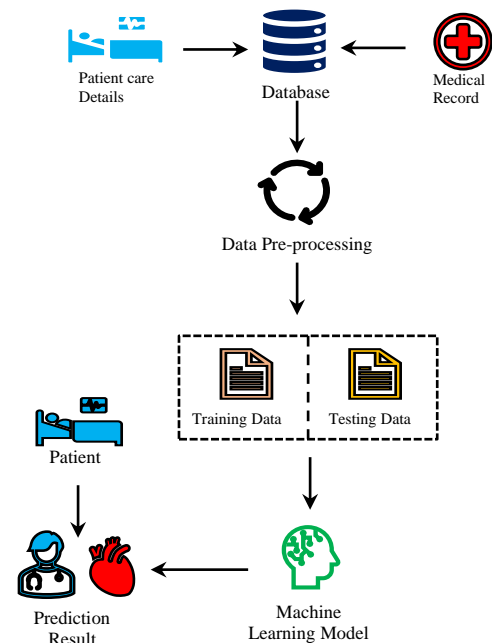 Patient care
Details
Database
Medical
Record
Data Pre-processing
Training Data
Testing Data
Patient
Prediction
Result
Machine
Learning Model